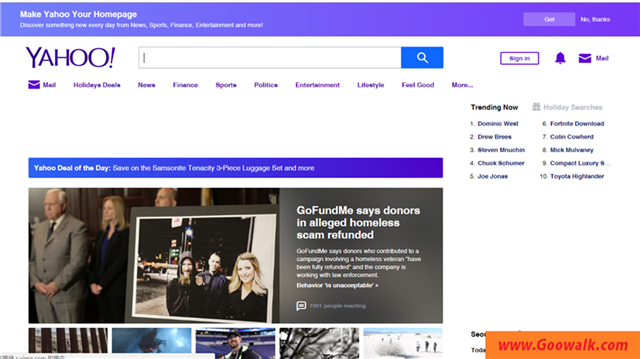 Make Yahoo Your Homepage
Discover something new every day from News, Sports, Finance, Entertainment and more!
Get
No, thanks
YAHOO!
Sign in
Mail
Mail
Holidays Deals
News
Finance
Sports
Politics
Entertainment
Lifestyle
Feel Good
More...
Trending Now
Holiday Searches
1. Dominic West
2. Drew Brees
3. Steven Mnuchin
4. Chuck Schumer
5. Joe Jonas
6. Fortnite Download
7. Colin Cowherd
8. Mick Mulvaney
9. Compact Luxury S...
10. Toyota Highlander
Yahoo Deal of the Day: Save on the Samsonite Tenacity 3-Piece Luggage Set and more
GoFundMe says donors
in alleged homeless
scam refunded
GoFundMe says donors who contributed to a
campaign involving a homeless veteran "have
been fully refunded" and the company is
working with law enforcement.
Behavior 'is unacceptable' »
1001 people reacting
www.Goowalk.com
Today